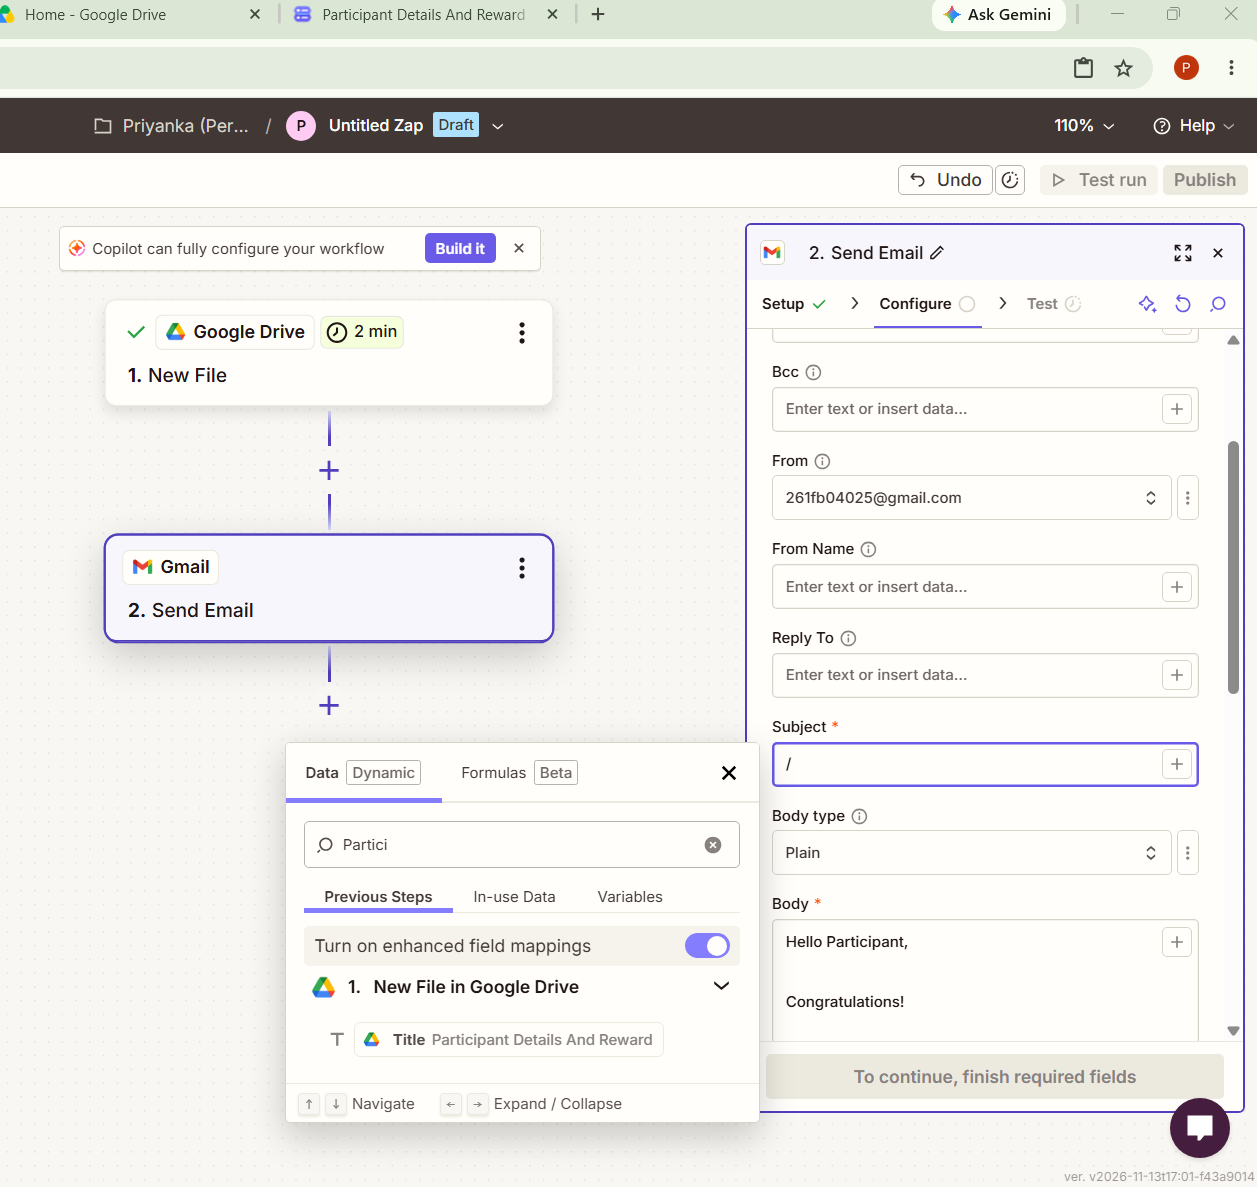 Home - Google Drive
Participant Details And Reward
Ask Gemini
P
Priyanka (Per... / P Untitled Zap Draft
110%
Help
Undo
Test run
Publish
Copilot can fully configure your workflow
Build it
Google Drive
2 min
1. New File
Gmail
2. Send Email
2. Send Email
Setup
Configure
Test
Bcc
Enter text or insert data...
From
261fb04025@gmail.com
From Name
Enter text or insert data...
Reply To
Enter text or insert data...
Subject *
/
Body type
Plain
Body *
Hello Participant,
Congratulations!
To continue, finish required fields
Data Dynamic
Formulas Beta
Partici
Previous Steps
In-use Data
Variables
Turn on enhanced field mappings
1. New File in Google Drive
T Title Participant Details And Reward
↑ ↓ Navigate ← → Expand / Collapse
ver. v2026-11-13t17:01-f43a9014